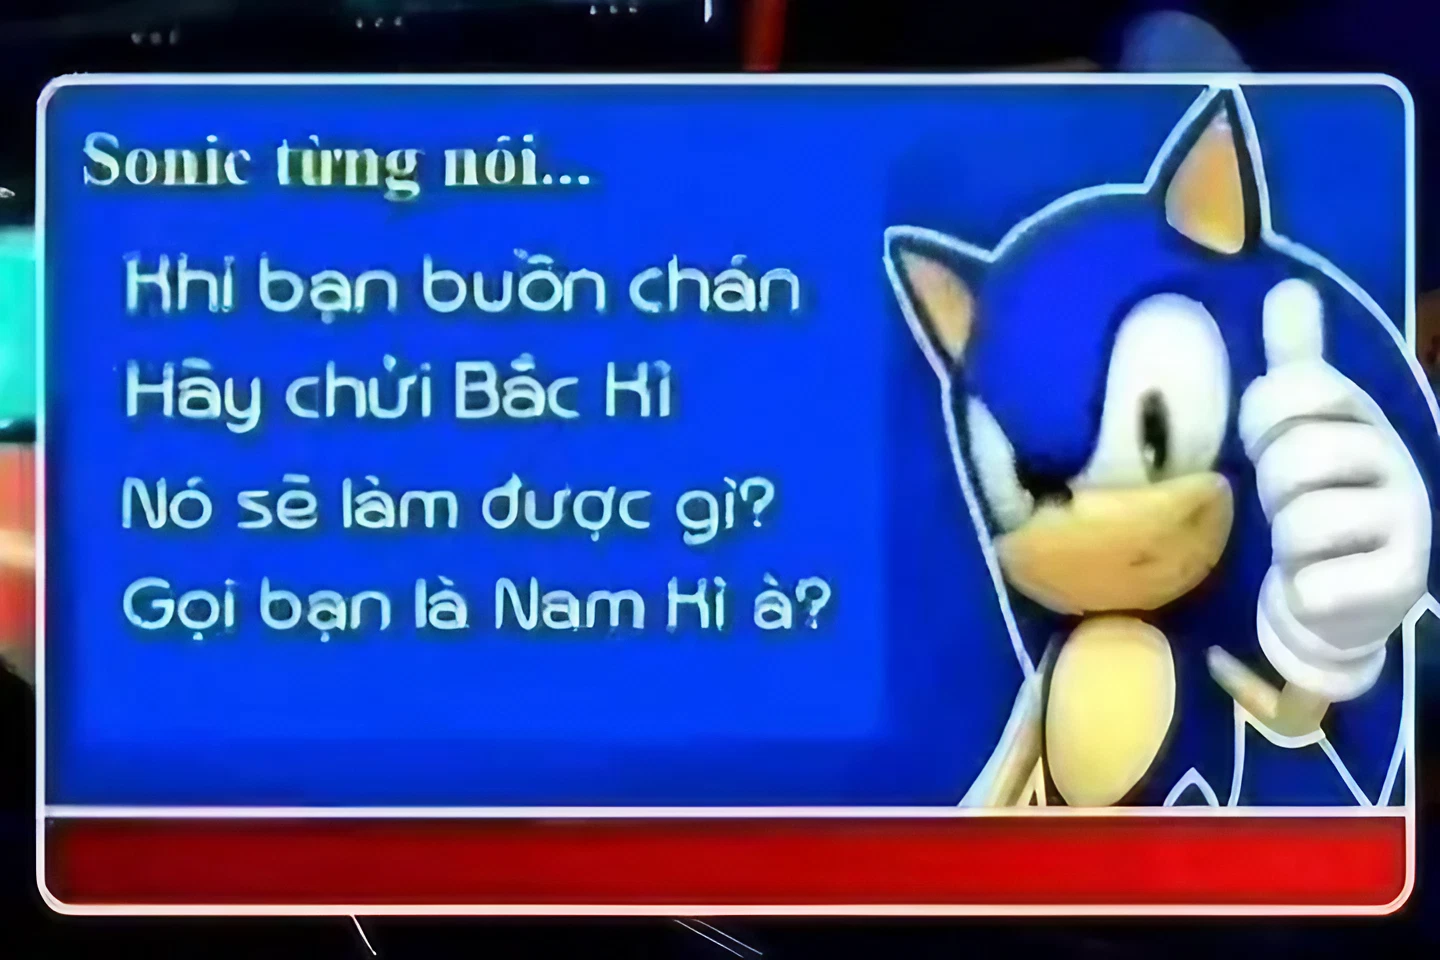 Sonic từng nói...
Khi bạn buồn chán
Hãy chửi Bắc Kì
Nó sẽ làm được gì?
Gọi bạn là Nam Kì à?